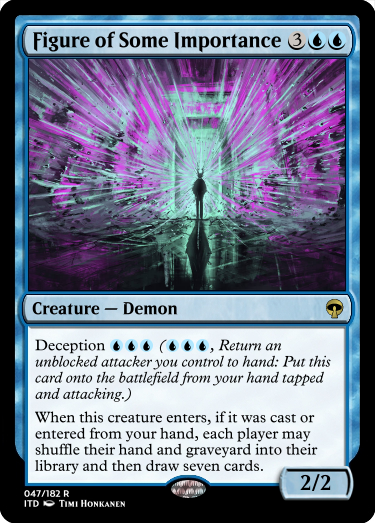 Figure of Some Importance 3
Creature — Demon
Deception (, Return an
unblocked attacker you control to hand: Put this
card onto the battlefield from your hand tapped
and attacking.)
When this creature enters, if it was cast or
entered from your hand, each player may
shuffle their hand and graveyard into their
library and then draw seven cards.
2/2
047/182 R
ITD Timi Honkanen